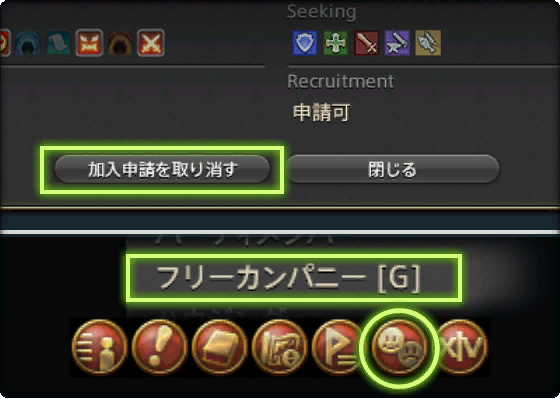 Seeking
Recruitment
申請可
加入申請を取り消す
閉じる
フリーカンパニー [G]
XIV